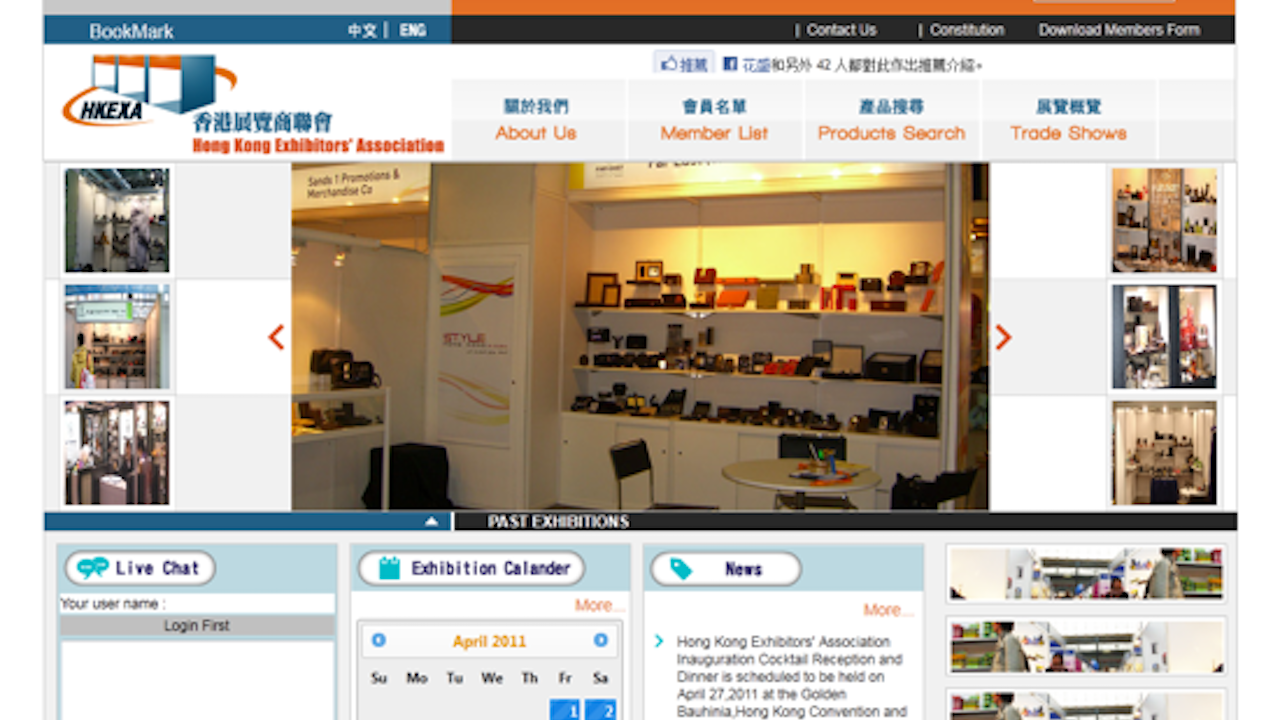 BookMark
中文 | ENG
| Contact Us
| Constitution
Download Members Form
推薦
花盛和另外 42 人都對此作出推薦介紹。
HKEXA
香港展覽商聯會
Hong Kong Exhibitors' Association
關於我們
About Us
會員名單
Member List
產品搜尋
Products Search
展覽概覽
Trade Shows
Sands 1 Promotions &
Merchandise Co
STYLE
PAST EXHIBITIONS
Live Chat
Your user name :
Login First
Exhibition Calander
More...
April 2011
Su Mo Tu We Th Fr Sa
1 2
News
More...
Hong Kong Exhibitors' Association
Inauguration Cocktail Reception and
Dinner is scheduled to be held on
April 27,2011 at the Golden
Bauhinia,Hong Kong Convention and